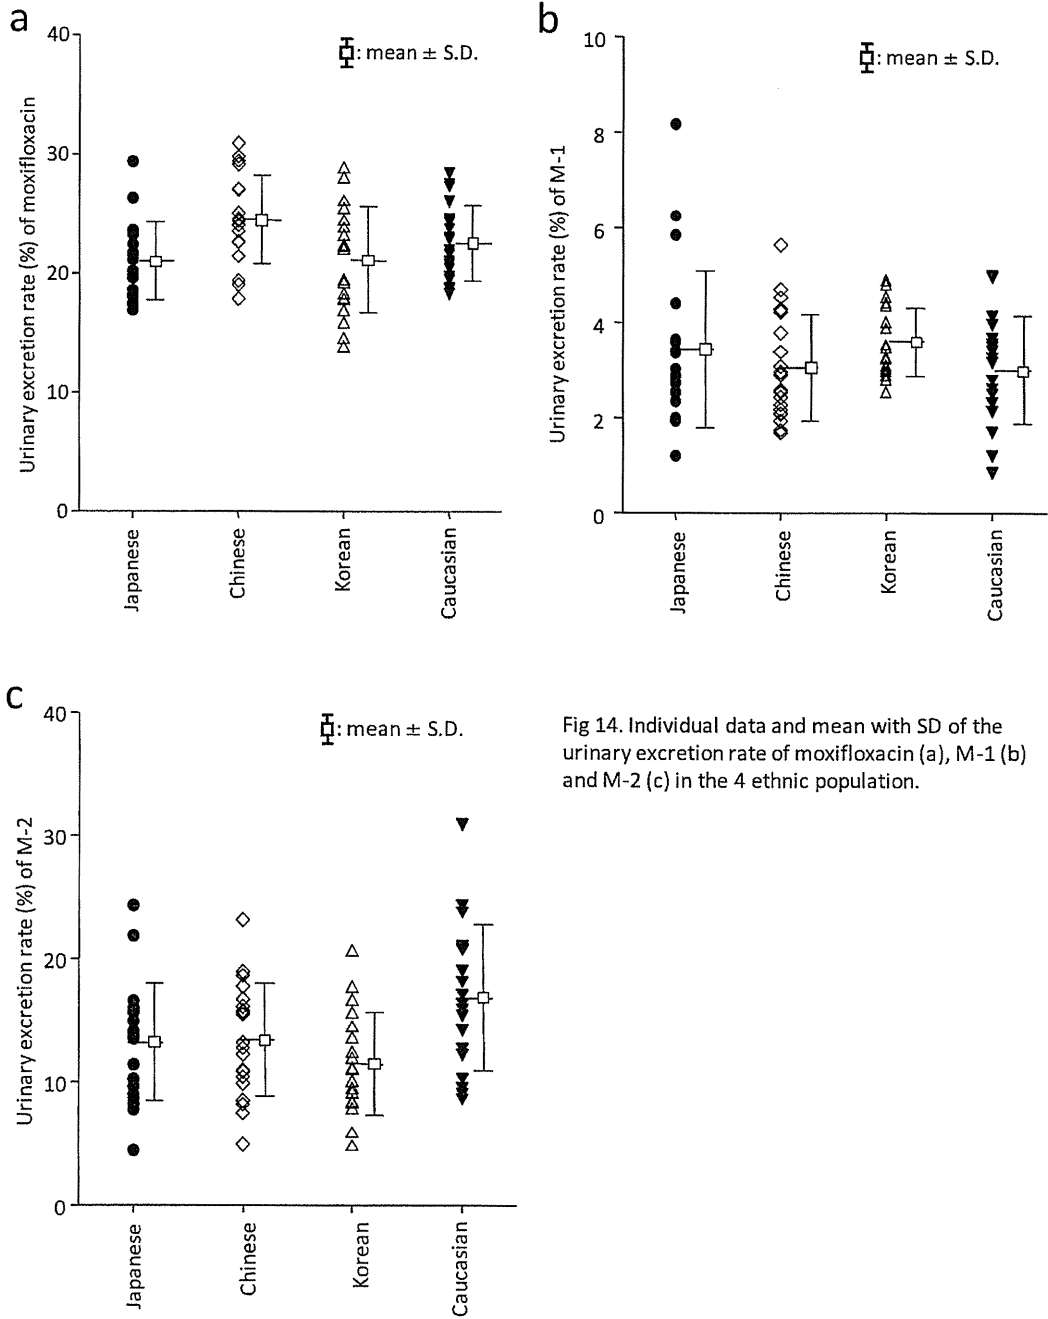 a
40
30
20
10
0
Urinary excretion rate (%) of moxifloxacin
: mean ± S.D.
Japanese
Chinese
Korean
Caucasian
b
10
8
6
4
2
0
Urinary excretion rate (%) of M-1
: mean ± S.D.
Japanese
Chinese
Korean
Caucasian
c
40
30
20
10
0
Urinary excretion rate (%) of M-2
: mean ± S.D.
Japanese
Chinese
Korean
Caucasian
Fig 14. Individual data and mean with SD of the
urinary excretion rate of moxifloxacin (a), M-1 (b)
and M-2 (c) in the 4 ethnic population.